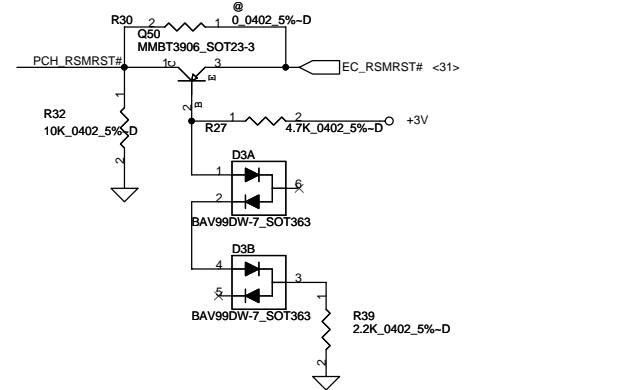 @
R30 2 1 0_0402_5%~D
Q50
MMBT3906_SOT23-3
PCH_RSMRST# 1 C 3 E EC_RSMRST# <31>
2 B
1
R32
10K_0402_5%~D
2
R27 1 2 4.7K_0402_5%~D +3V
D3A
1 6
2
BAV99DW-7_SOT363
D3B
4 3
5
BAV99DW-7_SOT363
1
R39
2.2K_0402_5%~D
2